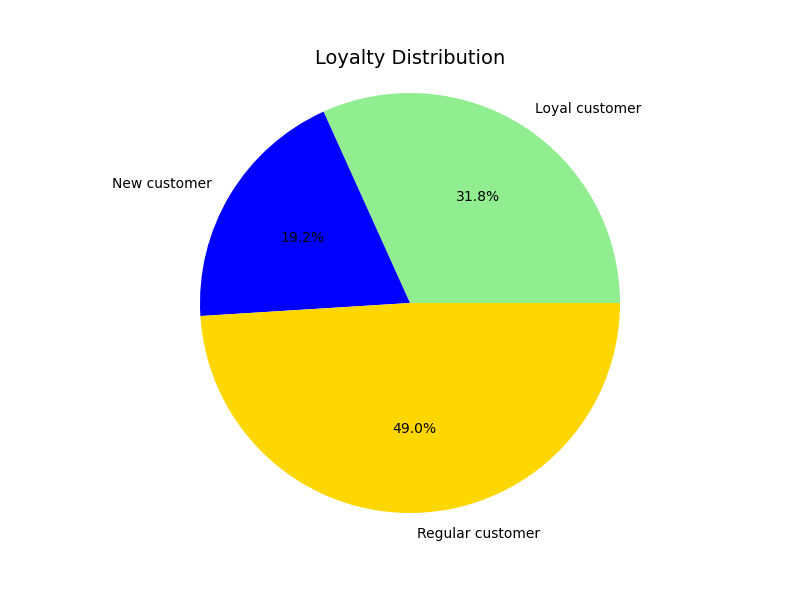 Loyalty Distribution
Loyal customer
31.8%
New customer
19.2%
49.0%
Regular customer